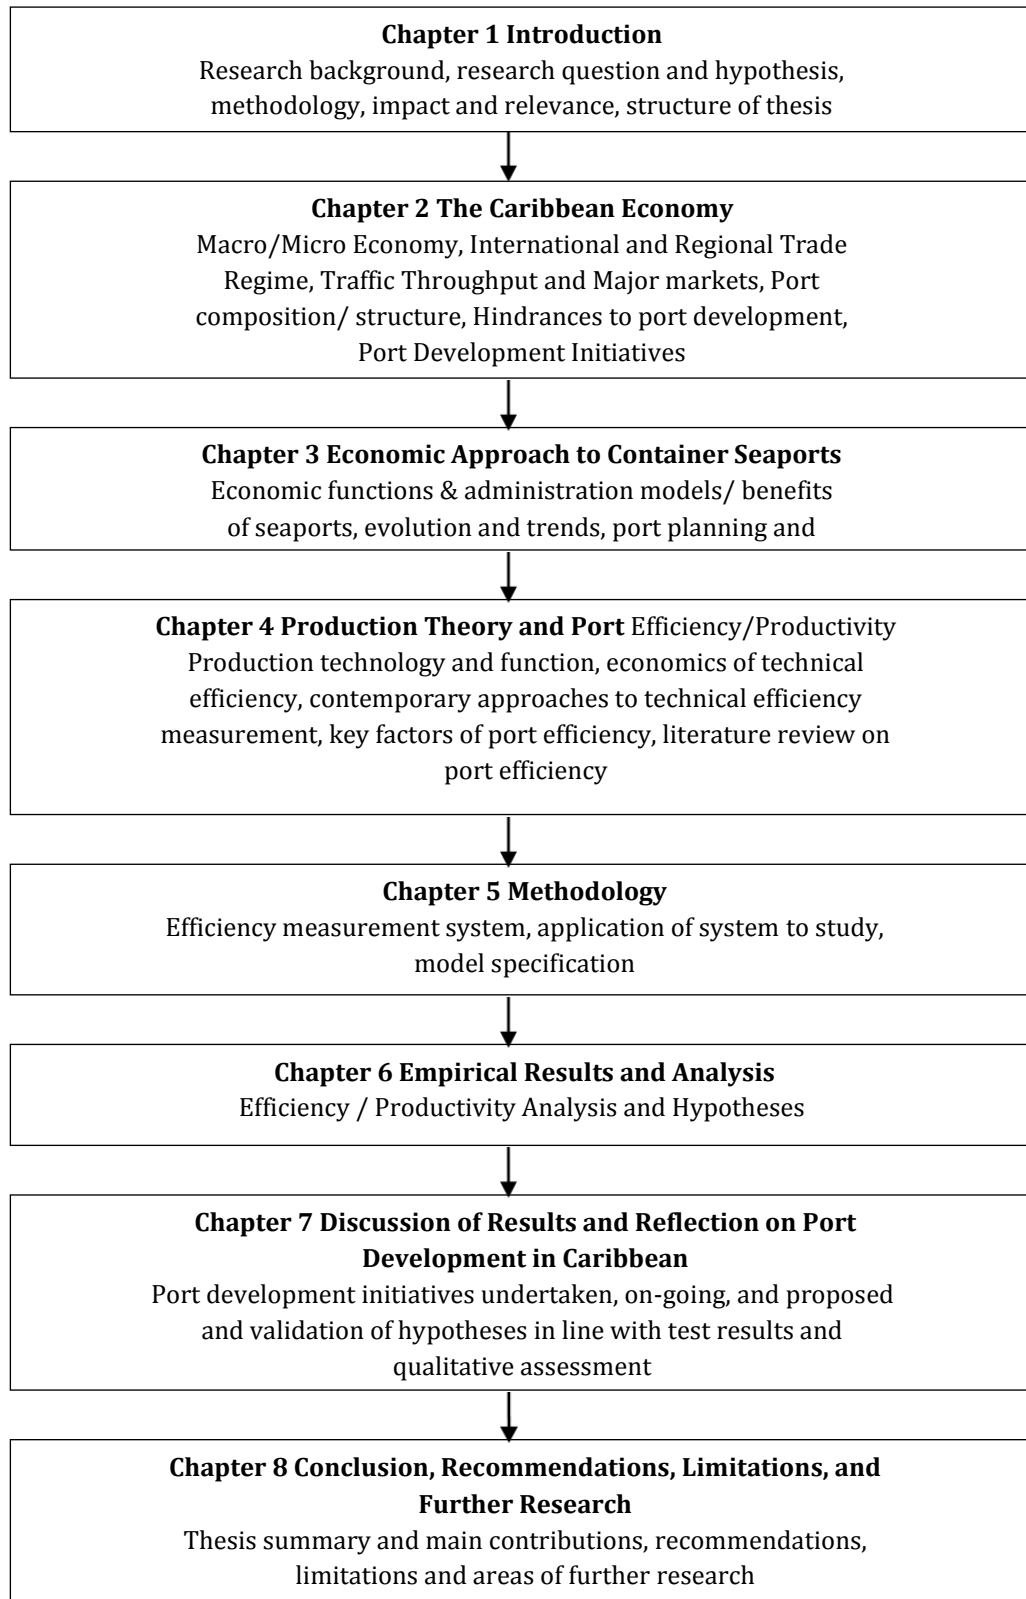 Chapter 1 Introduction
Research background, research question and hypothesis,
methodology, impact and relevance, structure of thesis
Chapter 2 The Caribbean Economy
Macro/Micro Economy, International and Regional Trade
Regime, Traffic Throughput and Major markets, Port
composition/ structure, Hindrances to port development,
Port Development Initiatives
Chapter 3 Economic Approach to Container Seaports
Economic functions & administration models/ benefits
of seaports, evolution and trends, port planning and
Chapter 4 Production Theory and Port Efficiency/Productivity
Production technology and function, economics of technical
efficiency, contemporary approaches to technical efficiency
measurement, key factors of port efficiency, literature review on
port efficiency
Chapter 5 Methodology
Efficiency measurement system, application of system to study,
model specification
Chapter 6 Empirical Results and Analysis
Efficiency / Productivity Analysis and Hypotheses
Chapter 7 Discussion of Results and Reflection on Port
Development in Caribbean
Port development initiatives undertaken, on-going, and proposed
and validation of hypotheses in line with test results and
qualitative assessment
Chapter 8 Conclusion, Recommendations, Limitations, and
Further Research
Thesis summary and main contributions, recommendations,
limitations and areas of further research